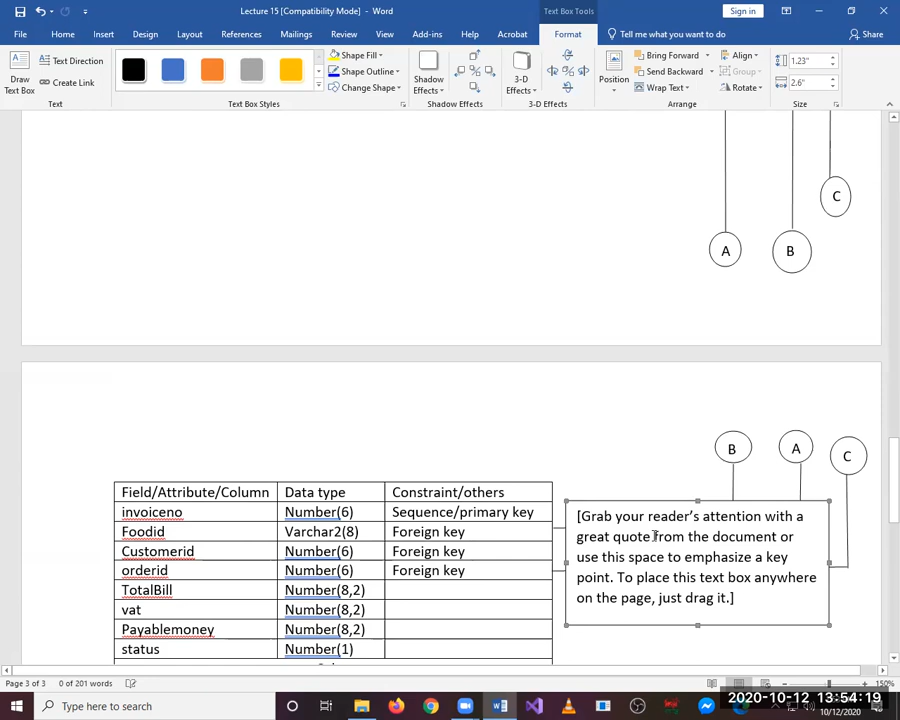 Lecture 15 [Compatibility Mode] - Word
Text Box Tools
Sign in
File Home Insert Design Layout References Mailings Review View Add-ins Help Acrobat Format Tell me what you want to do Share
Draw Text Box
Text Direction
Create Link
Text
Text Box Styles
Shape Fill
Shape Outline
Change Shape
Shadow Effects
Shadow Effects
3-D Effects
3-D Effects
Position
Bring Forward
Send Backward
Wrap Text
Align
Group
Rotate
Arrange
1.23"
2.6"
Size
C
A B
B A C
Field/Attribute/Column Data type Constraint/others
invoiceno Number(6) Sequence/primary key
Foodid Varchar2(8) Foreign key
Customerid Number(6) Foreign key
orderid Number(6) Foreign key
TotalBill Number(8,2)
vat Number(8,2)
Payablemoney Number(8,2)
status Number(1)
[Grab your reader's attention with a
great quote from the document or
use this space to emphasize a key
point. To place this text box anywhere
on the page, just drag it.]
Page 3 of 3 0 of 201 words
150%
Type here to search
2020-10-12 13:54:19
10/12/2020